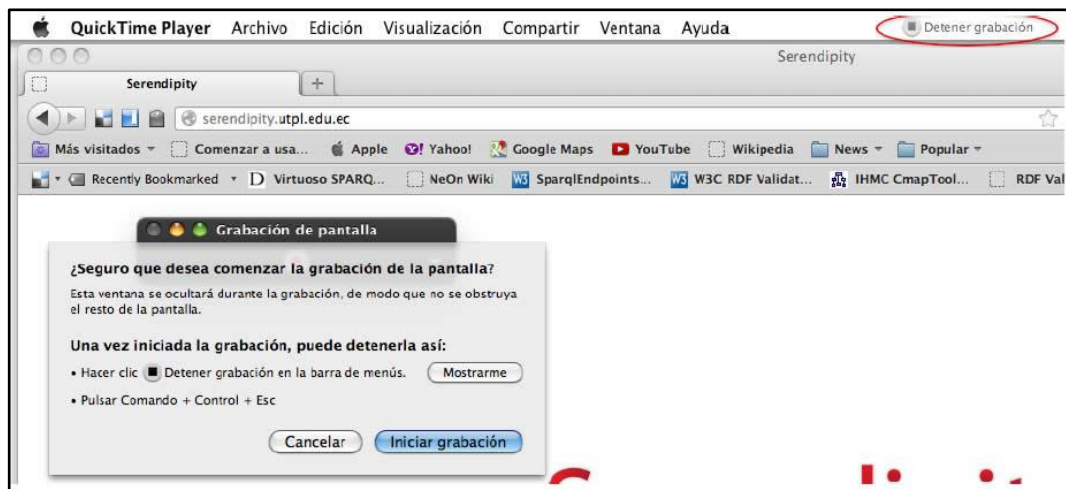 QuickTime Player Archivo Edición Visualización Compartir Ventana Ayuda Detener grabación
Serendipity
Serendipity
serendipity.utpl.edu.ec
Más visitados Comenzar a usa... Apple Yahoo! Google Maps YouTube Wikipedia News Popular
Recently Bookmarked Virtuoso SPARQ... NeOn Wiki SparqlEndpoints... W3C RDF Validat... IHMC CmapTool... RDF Val
Grabación de pantalla
¿Seguro que desea comenzar la grabación de la pantalla?
Esta ventana se ocultará durante la grabación, de modo que no se obstruya
el resto de la pantalla.
Una vez iniciada la grabación, puede detenerla así:
• Hacer clic Detener grabación en la barra de menús. Mostrarme
• Pulsar Comando + Control + Esc
Cancelar Iniciar grabación